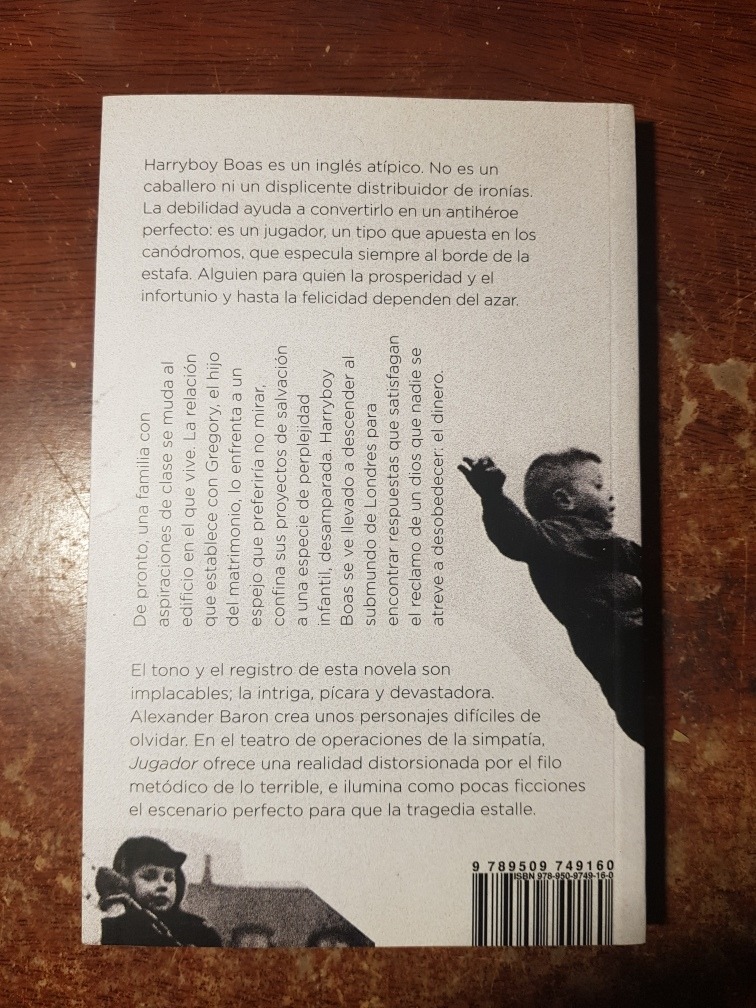 Harryboy Boas es un inglés atípico. No es un
caballero ni un displicente distribuidor de ironías.
La debilidad ayuda a convertirlo en un antihéroe
perfecto: es un jugador, un tipo que apuesta en los
canódromos, que especula siempre al borde de la
estafa. Alguien para quien la prosperidad y el
infortunio y hasta la felicidad dependen del azar.
De pronto, una familia con
aspiraciones de clase se muda al
edificio en el que vive. La relación
que establece con Gregory, el hijo
del matrimonio, lo enfrenta a un
espejo que preferiría no mirar,
confina sus proyectos de salvación
a una especie de perplejidad
infantil, desamparada. Harryboy
Boas se ve llevado a descender al
submundo de Londres para
encontrar respuestas que satisfagan
el reclamo de un dios que nadie se
atreve a desobedecer: el dinero.
El tono y el registro de esta novela son
implacables; la intriga, pícara y devastadora.
Alexander Baron crea unos personajes difíciles de
olvidar. En el teatro de operaciones de la simpatía,
Jugador ofrece una realidad distorsionada por el filo
metódico de lo terrible, e ilumina como pocas ficciones
el escenario perfecto para que la tragedia estalle.
9 789509 749160
ISBN 978-950-9749-16-0